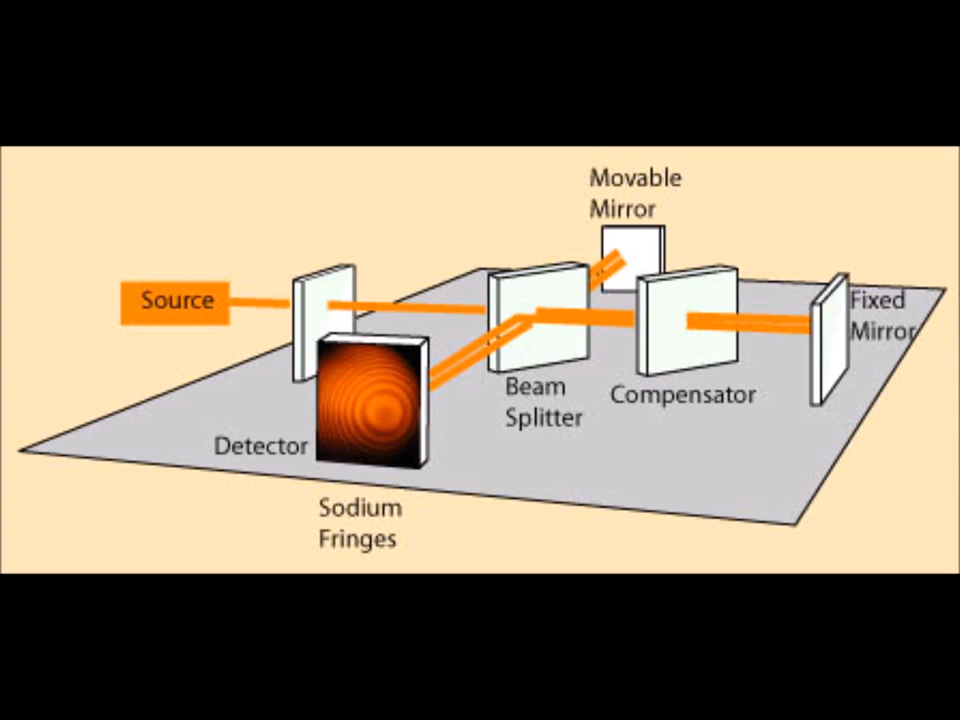 Movable
Mirror
Source
Fixed
Mirror
Beam
Splitter
Compensator
Detector
Sodium
Fringes